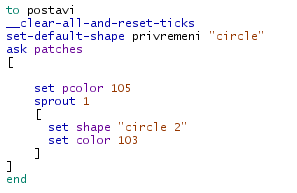 to postavi
__clear-all-and-reset-ticks
set-default-shape privremeni "circle"
ask patches
[
set pcolor 105
sprout 1
[
set shape "circle 2"
set color 103
]
]
end